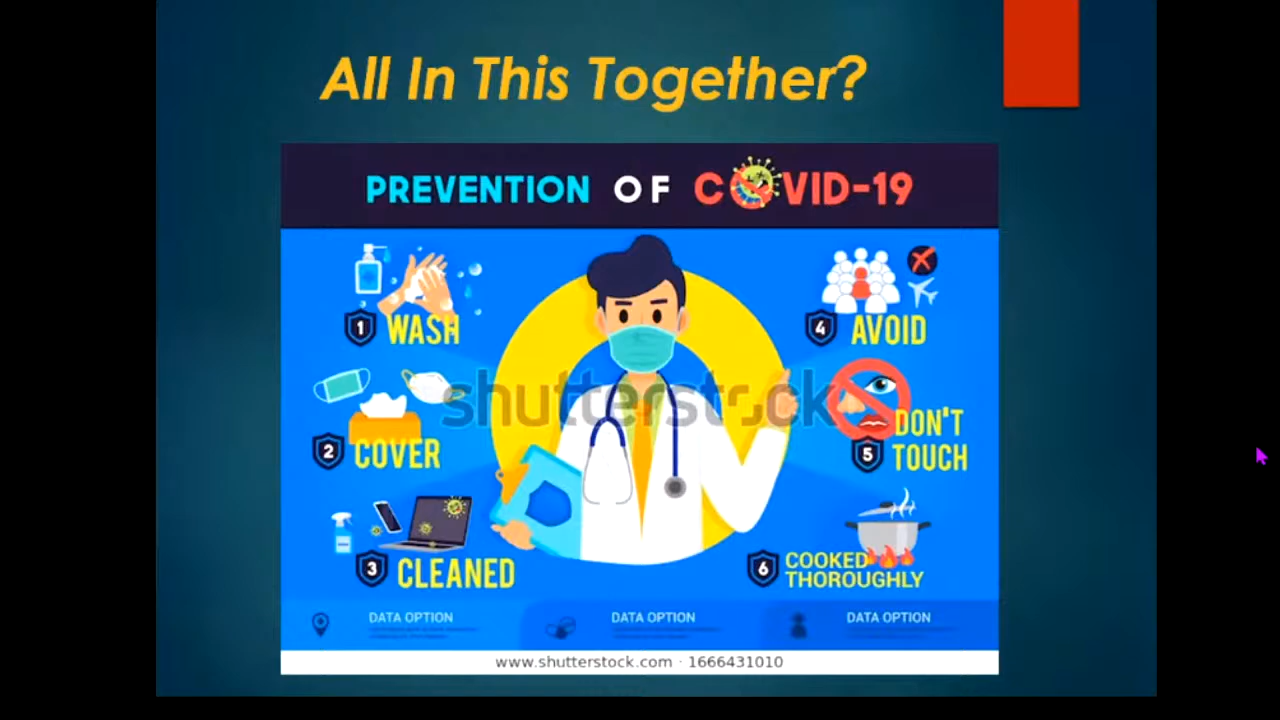 All In This Together?
PREVENTION OF COVID-19
1 WASH
2 COVER
3 CLEANED
shutterstock
4 AVOID
5 DON'T
TOUCH
6 COOKED
THOROUGHLY
DATA OPTION
DATA OPTION
DATA OPTION
www.shutterstock.com · 1666431010